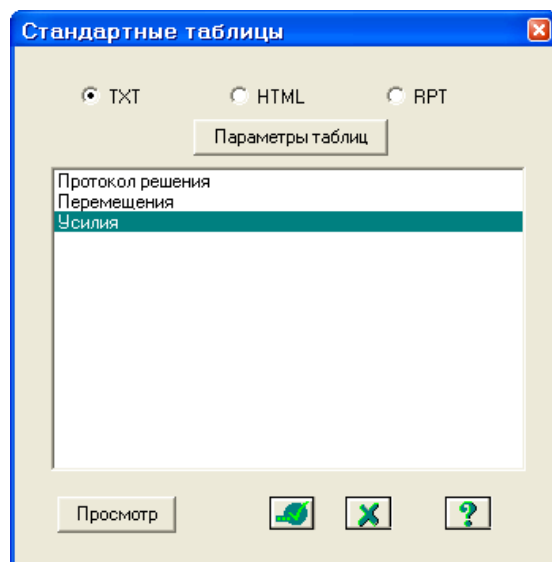 Стандартные таблицы
TXT HTML RPT
Параметры таблиц
Протокол решения
Перемещения
Усилия
Просмотр
?